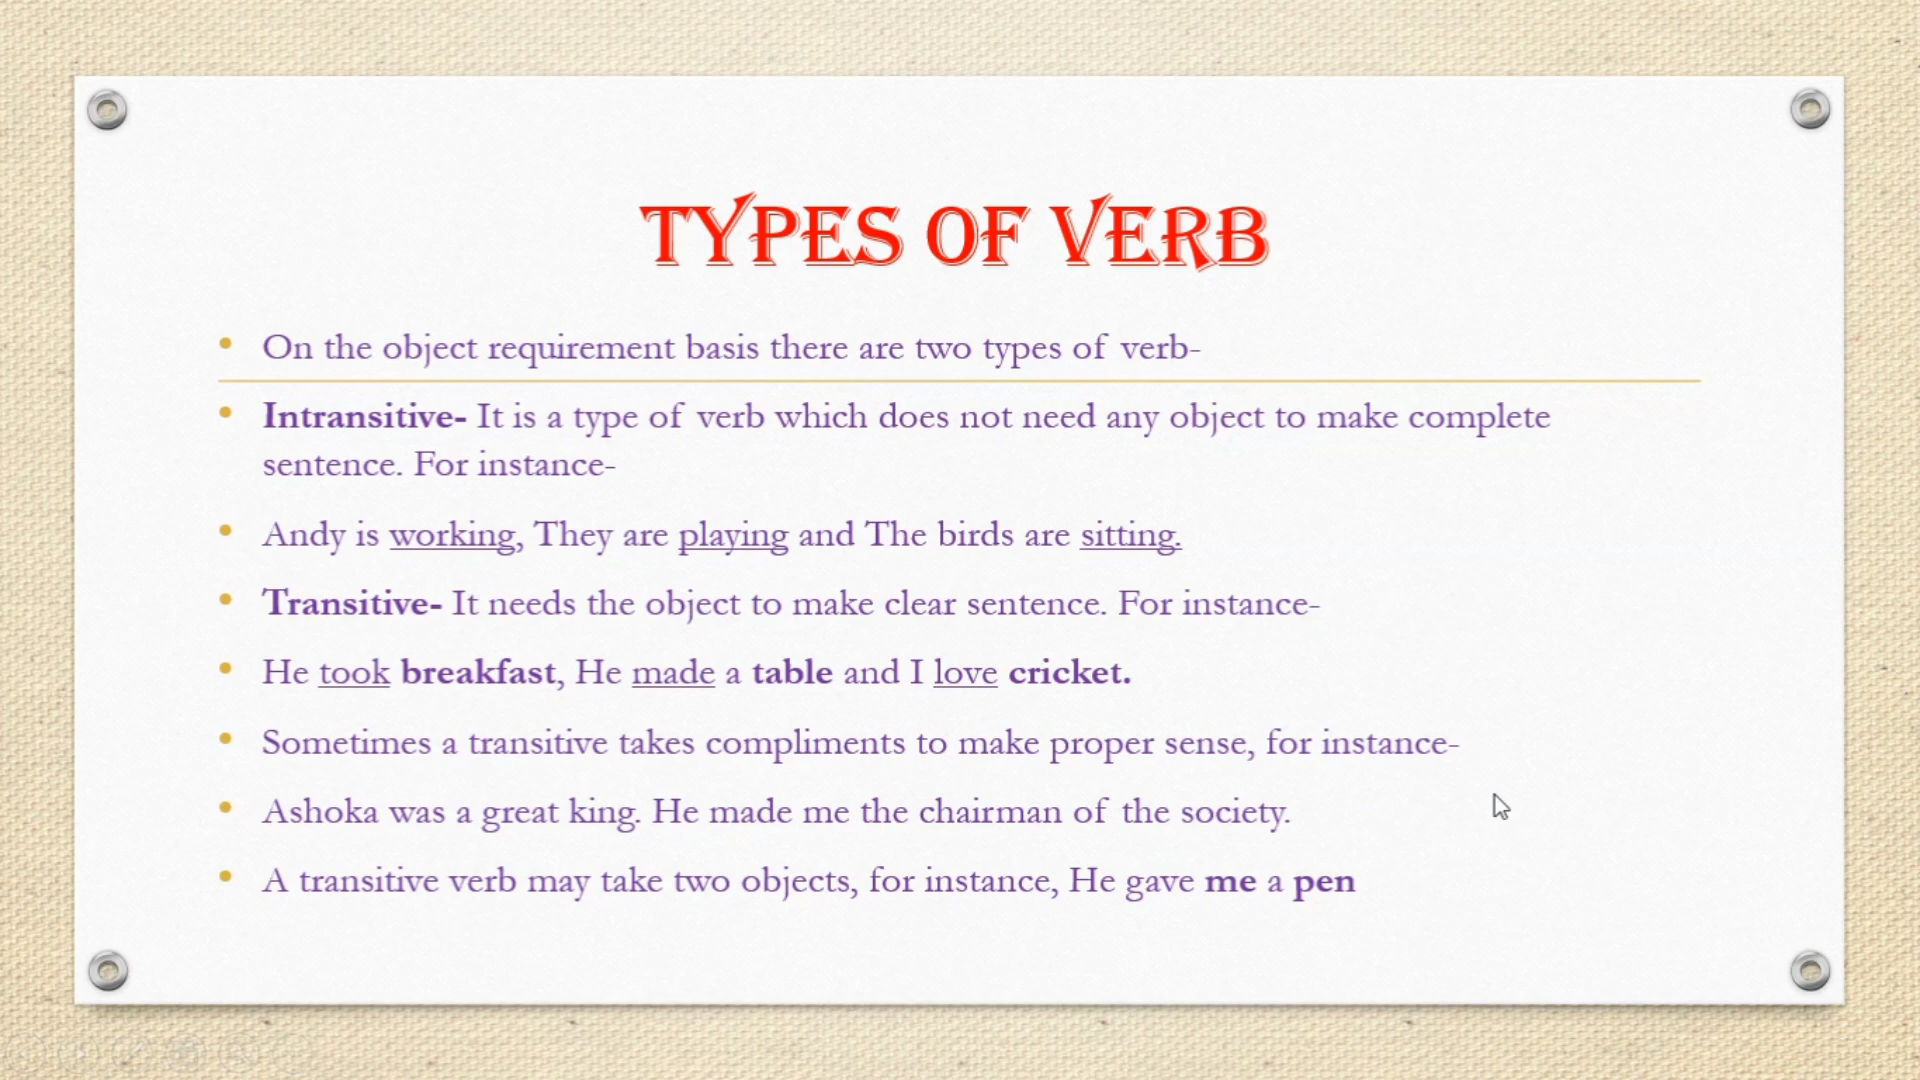 TYPES OF VERB
On the object requirement basis there are two types of verb-
Intransitive- It is a type of verb which does not need any object to make complete
sentence. For instance-
Andy is working, They are playing and The birds are sitting.
Transitive- It needs the object to make clear sentence. For instance-
He took breakfast, He made a table and I love cricket.
Sometimes a transitive takes compliments to make proper sense, for instance-
Ashoka was a great king. He made me the chairman of the society.
A transitive verb may take two objects, for instance, He gave me a pen